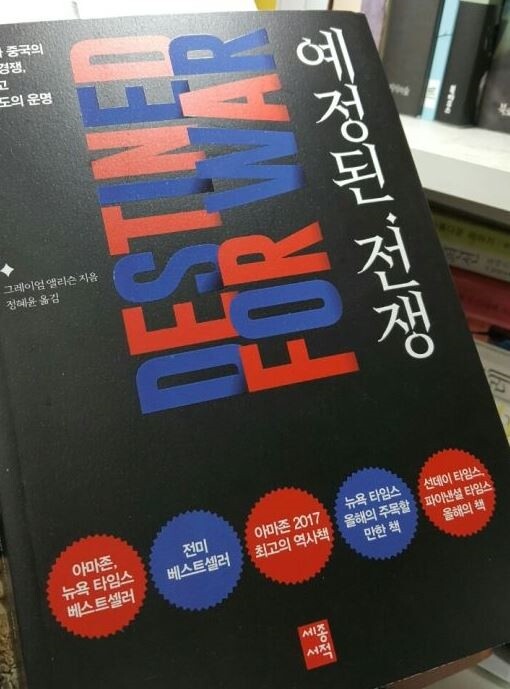 중국의
경쟁,
고
도의 운명
DESTINED
FOR WAR
예정된 전쟁
그레이엄 앨리슨 지음
정혜윤 옮김
아마존,
뉴욕 타임스
베스트셀러
전미
베스트셀러
아마존 2017
최고의 역사책
뉴욕 타임스
올해의 주목할
만한 책
선데이 타임스,
파이낸셜 타임스
올해의 책
세종
서적